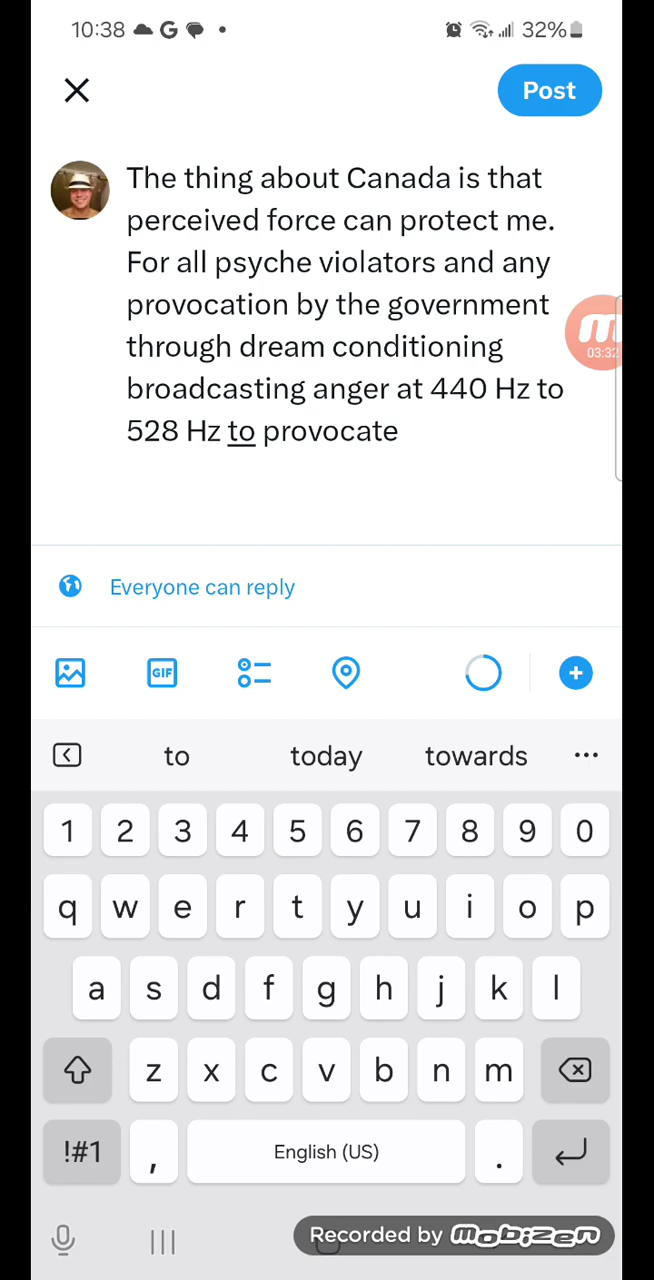 10:38 G 32%
Post
The thing about Canada is that
perceived force can protect me.
For all psyche violators and any
provocation by the government
through dream conditioning
broadcasting anger at 440 Hz to
528 Hz to provocate
03:32
Everyone can reply
GIF
to today towards
1 2 3 4 5 6 7 8 9 0
q w e r t y u i o p
a s d f g h j k l
z x c v b n m
!#1 , English (US) .
Recorded by mobizen